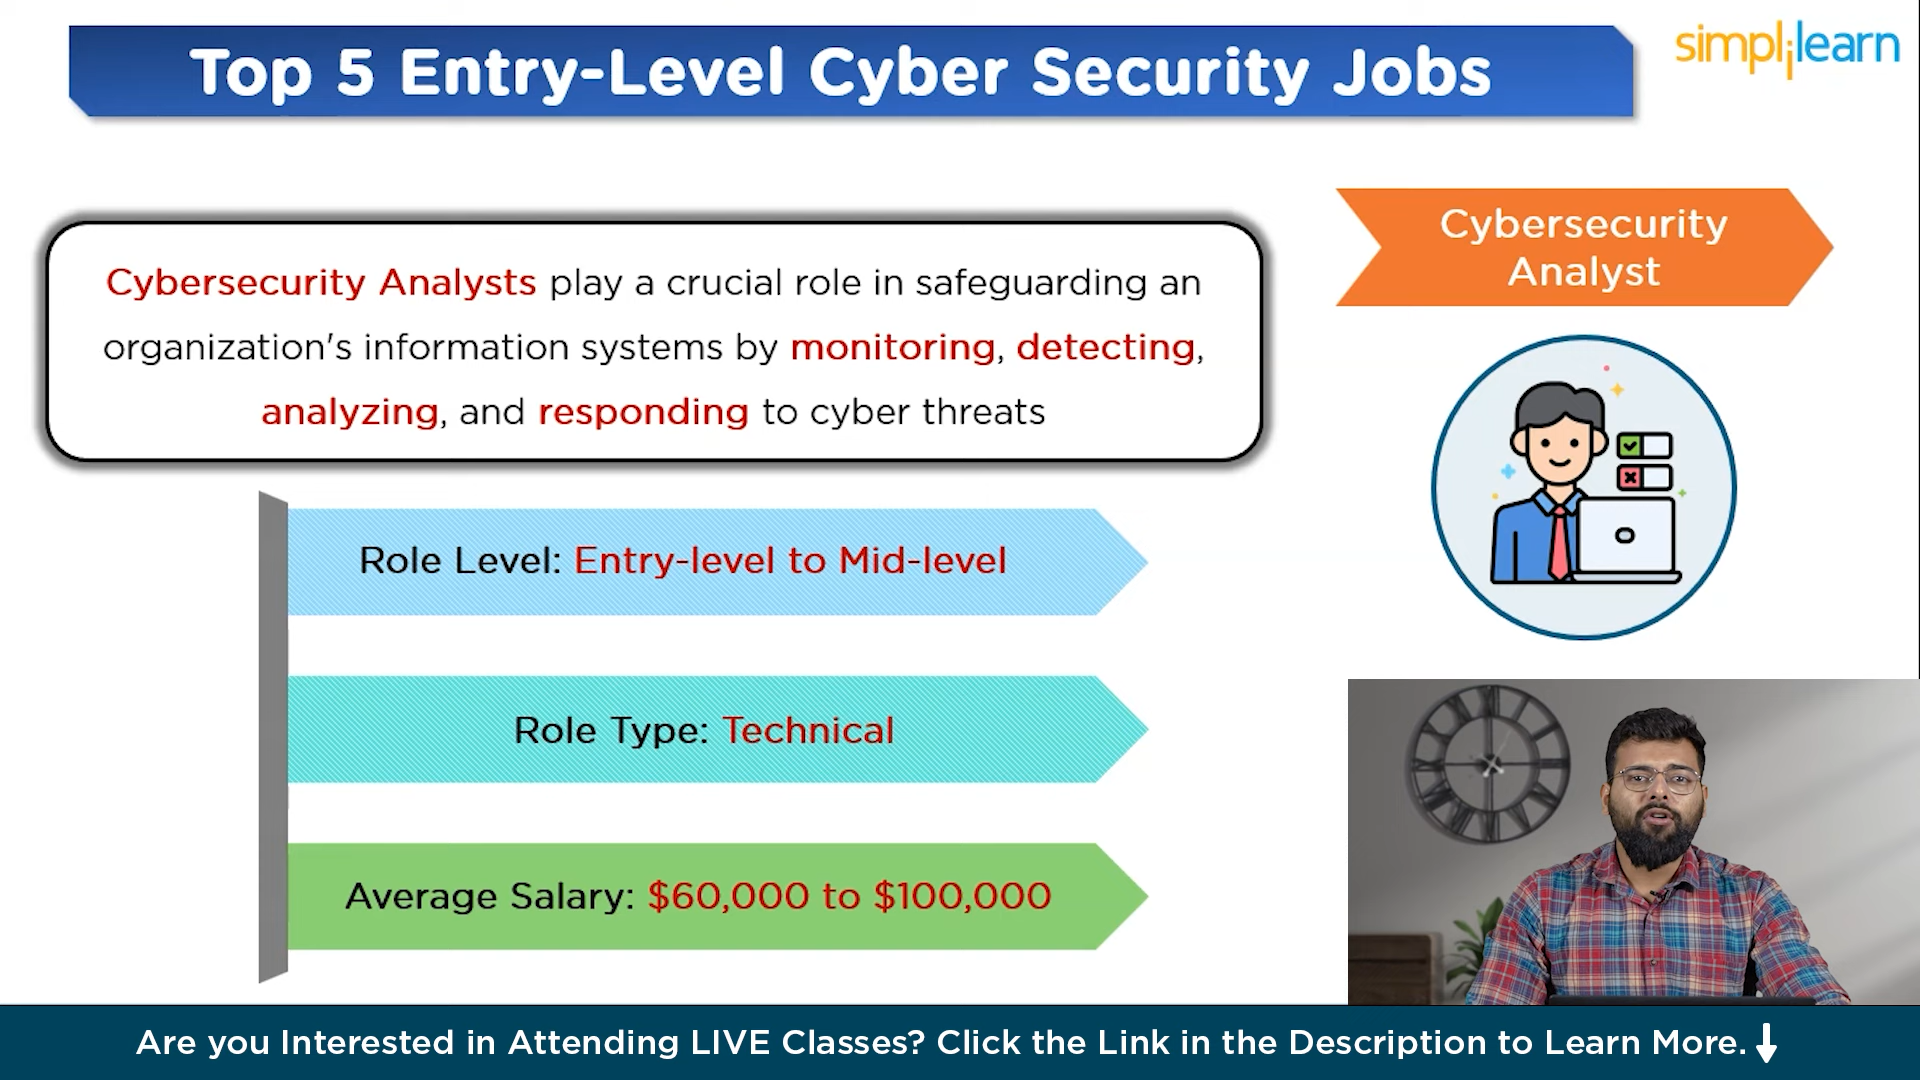 Top 5 Entry-Level Cyber Security Jobs
simplilearn
Cybersecurity Analysts play a crucial role in safeguarding an
organization's information systems by monitoring, detecting,
analyzing, and responding to cyber threats
Cybersecurity
Analyst
Role Level: Entry-level to Mid-level
Role Type: Technical
Average Salary: $60,000 to $100,000
Are you Interested in Attending LIVE Classes? Click the Link in the Description to Learn More.